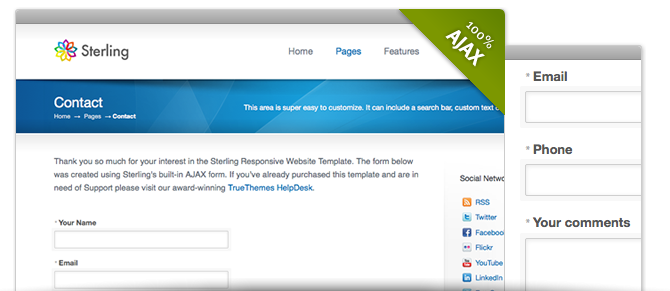 Sterling
Home Pages Features
100%
AJAX
Contact
Home → Pages → Contact
This area is super easy to customize. It can include a search bar, custom text
Thank you so much for your interest in the Sterling Responsive Website Template. The form below
was created using Sterling's built-in AJAX form. If you've already purchased this template and are in
need of Support please visit our award-winning TrueThemes HelpDesk.
* Your Name
* Email
Social Netwo
RSS
Twitter
Facebook
Flickr
YouTube
LinkedIn
* Email
* Phone
* Your comments